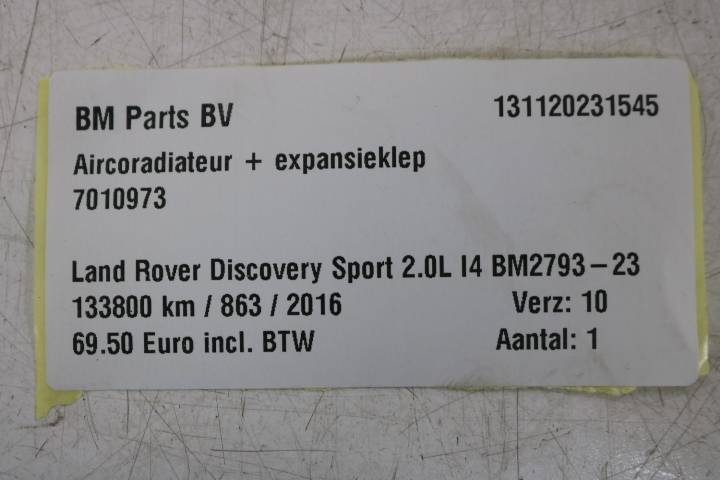 BM Parts BV 131120231545
Aircoradiateur + expansieklep
7010973
Land Rover Discovery Sport 2.0L I4 BM2793-23
133800 km / 863 / 2016 Verz: 10
69.50 Euro incl. BTW Aantal: 1